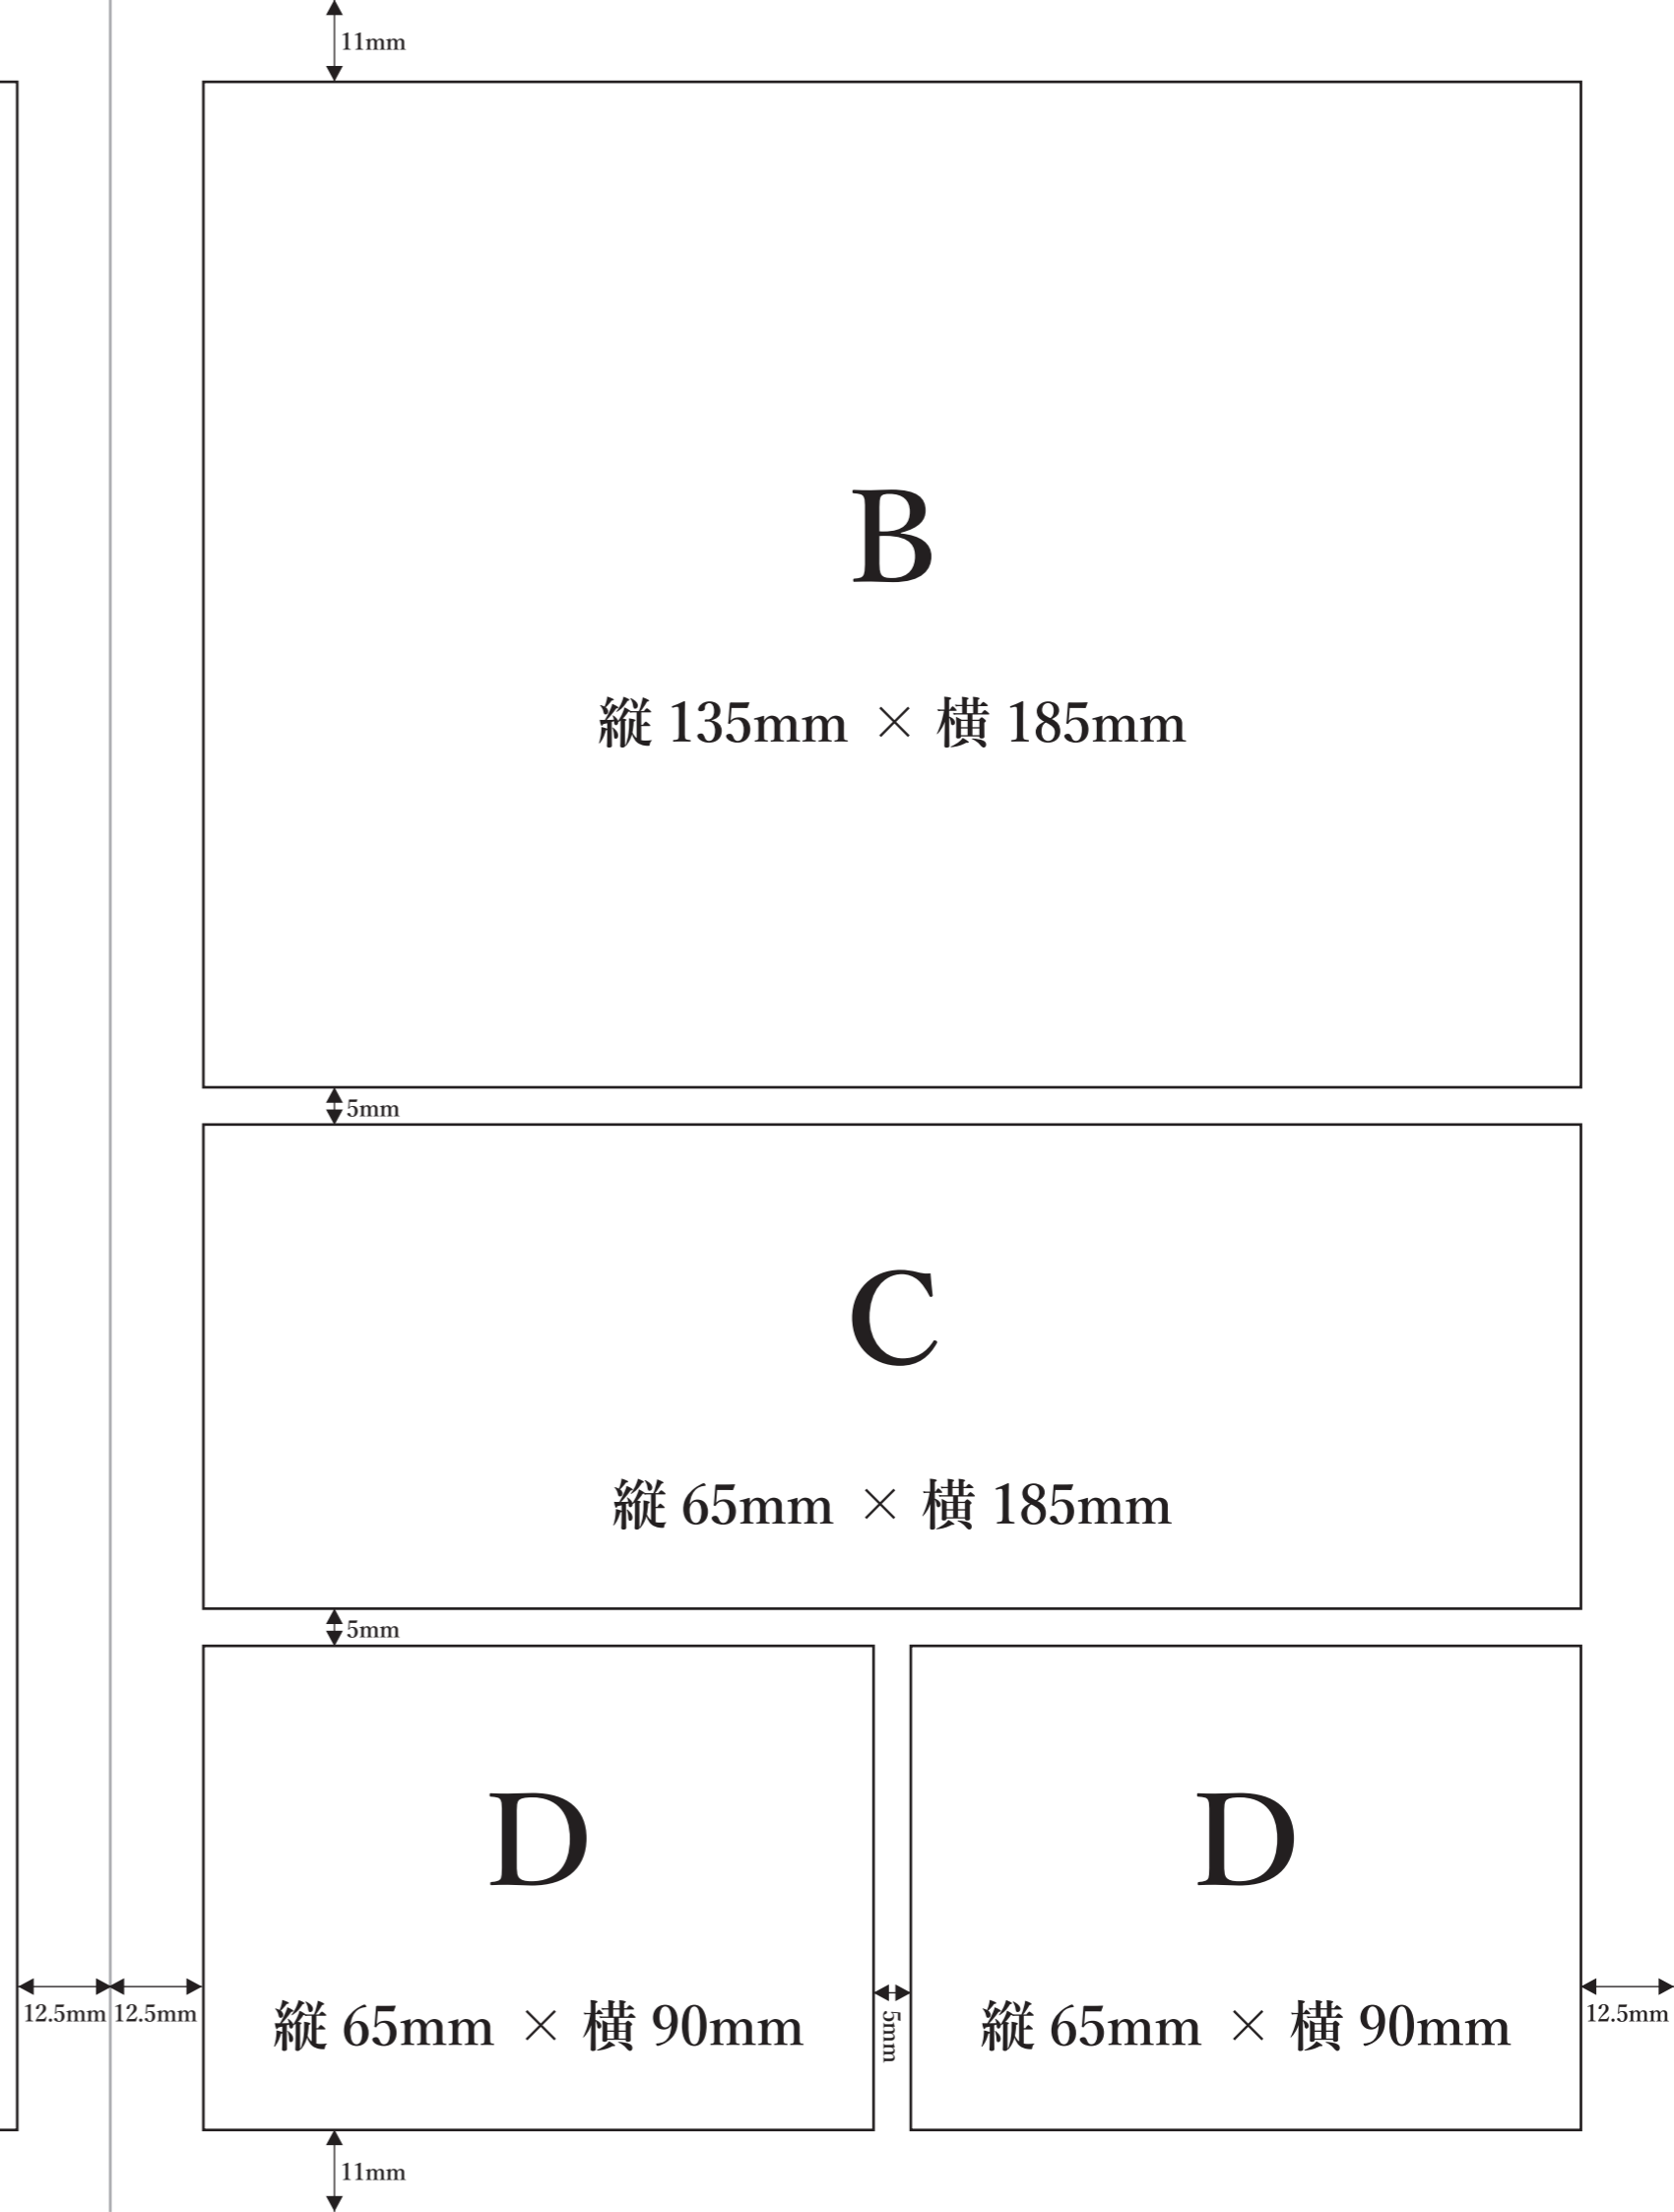 11mm
B
縦 135mm × 横 185mm
5mm
C
縦 65mm × 横 185mm
5mm
D
縦 65mm × 横 90mm
D
縦 65mm × 横 90mm
12.5mm
12.5mm
5mm
12.5mm
11mm